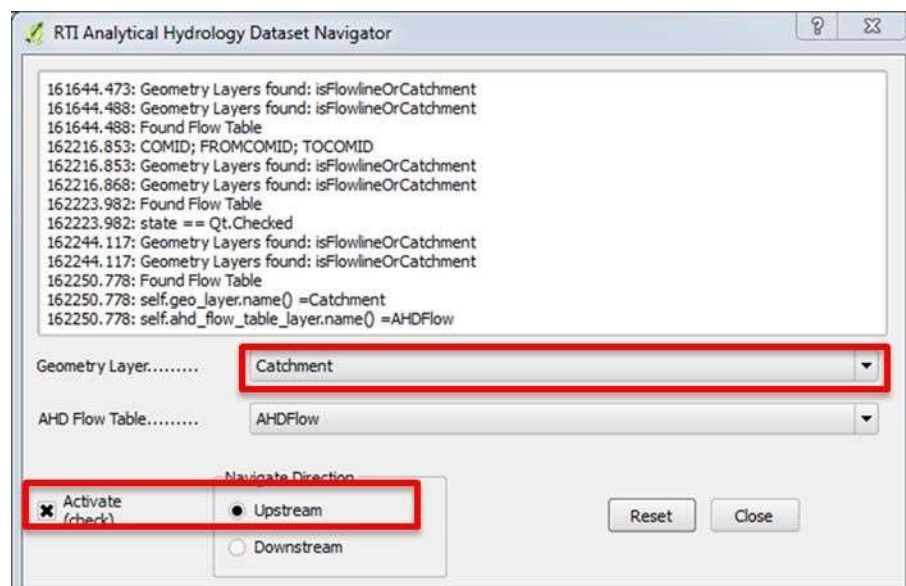 RTI Analytical Hydrology Dataset Navigator
161644.473: Geometry Layers found: isFlowlineOrCatchment
161644.488: Geometry Layers found: isFlowlineOrCatchment
161644.488: Found Flow Table
162216.853: COMID; FROMCOMID; TOCOMID
162216.853: Geometry Layers found: isFlowlineOrCatchment
162216.868: Geometry Layers found: isFlowlineOrCatchment
162223.982: Found Flow Table
162223.982: state == Qt.Checked
162244.117: Geometry Layers found: isFlowlineOrCatchment
162244.117: Geometry Layers found: isFlowlineOrCatchment
162250.778: Found Flow Table
162250.778: self.geo_layer.name() =Catchment
162250.778: self.ahd_flow_table_layer.name() =AHDFlow
Geometry Layer......... Catchment
AHD Flow Table......... AHDFlow
Navigate Direction
Activate
(check)
Upstream
Downstream
Reset Close